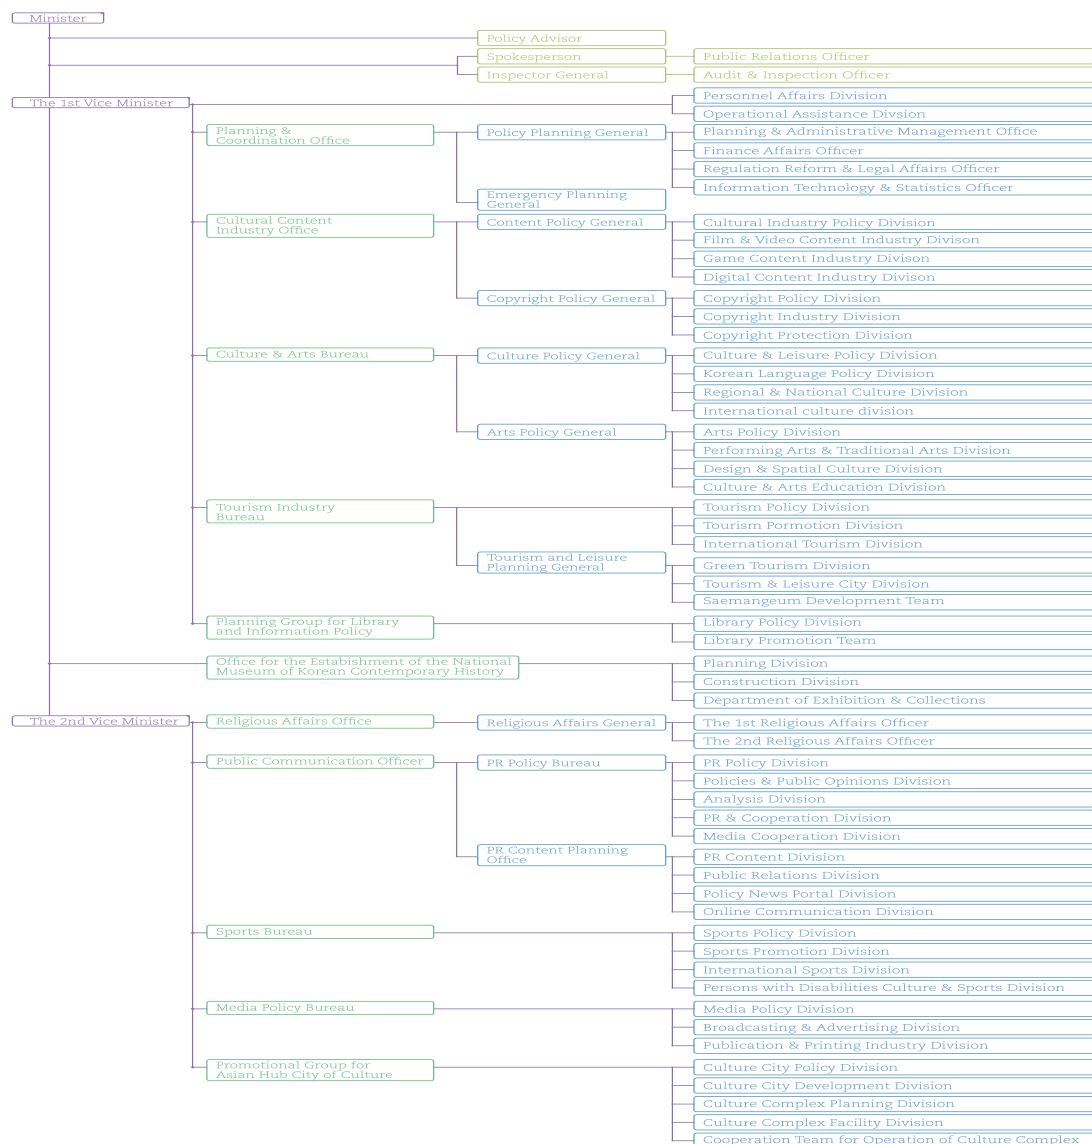 Minister
Policy Advisor
Spokesperson
Public Relations Officer
Inspector General
Audit & Inspection Officer
The 1st Vice Minister
Personnel Affairs Division
Operational Assistance Divsion
Planning &
Coordination Office
Policy Planning General
Planning & Administrative Management Office
Finance Affairs Officer
Regulation Reform & Legal Affairs Officer
Information Technology & Statistics Officer
Emergency Planning
General
Cultural Content
Industry Office
Content Policy General
Cultural Industry Policy Division
Film & Video Content Industry Divison
Game Content Industry Divison
Digital Content Industry Divison
Copyright Policy General
Copyright Policy Division
Copyright Industry Division
Copyright Protection Division
Culture & Arts Bureau
Culture Policy General
Culture & Leisure Policy Division
Korean Language Policy Division
Regional & National Culture Division
International culture division
Arts Policy General
Arts Policy Division
Performing Arts & Traditional Arts Division
Design & Spatial Culture Division
Culture & Arts Education Division
Tourism Industry
Bureau
Tourism Policy Division
Tourism Pormotion Division
International Tourism Division
Tourism and Leisure
Planning General
Green Tourism Division
Tourism & Leisure City Division
Saemangeum Development Team
Planning Group for Library
and Information Policy
Library Policy Division
Library Promotion Team
Office for the Estabishment of the National
Museum of Korean Contemporary History
Planning Division
Construction Division
Department of Exhibition & Collections
The 2nd Vice Minister
Religious Affairs Office
Religious Affairs General
The 1st Religious Affairs Officer
The 2nd Religious Affairs Officer
Public Communication Officer
PR Policy Bureau
PR Policy Division
Policies & Public Opinions Division
Analysis Division
PR & Cooperation Division
Media Cooperation Division
PR Content Planning
Office
PR Content Division
Public Relations Division
Policy News Portal Division
Online Communication Division
Sports Bureau
Sports Policy Division
Sports Promotion Division
International Sports Division
Persons with Disabilities Culture & Sports Division
Media Policy Bureau
Media Policy Division
Broadcasting & Advertising Division
Publication & Printing Industry Division
Promotional Group for
Asian Hub City of Culture
Culture City Policy Division
Culture City Development Division
Culture Complex Planning Division
Culture Complex Facility Division
Cooperation Team for Operation of Culture Complex